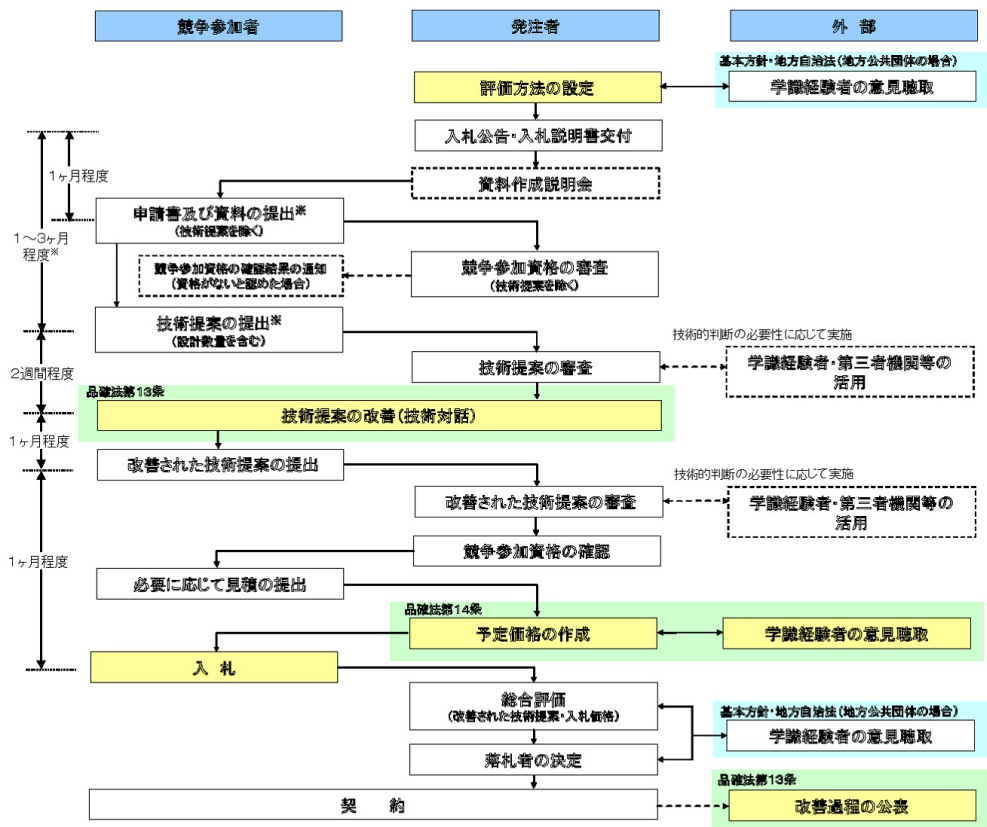 競争参加者
発注者
外 部
基本方針・地方自治法（地方公共団体の場合）
評価方法の設定
学識経験者の意見聴取
入札公告・入札説明書交付
1ヶ月程度
資料作成説明会
申請書及び資料の提出※
（技術提案を除く）
1～3ヶ月
程度※
競争参加資格の確認結果の通知
（資格がないと認めた場合）
競争参加資格の審査
（技術提案を除く）
技術提案の提出※
（設計数量を含む）
技術的判断の必要性に応じて実施
2週間程度
技術提案の審査
学識経験者・第三者機関等の
活用
品確法第13条
技術提案の改善（技術対話）
1ヶ月程度
改善された技術提案の提出
技術的判断の必要性に応じて実施
改善された技術提案の審査
学識経験者・第三者機関等の
活用
競争参加資格の確認
1ヶ月程度
必要に応じて見積の提出
品確法第14条
予定価格の作成
学識経験者の意見聴取
入 札
総合評価
（改善された技術提案・入札価格）
基本方針・地方自治法（地方公共団体の場合）
学識経験者の意見聴取
落札者の決定
品確法第13条
契 約
改善過程の公表